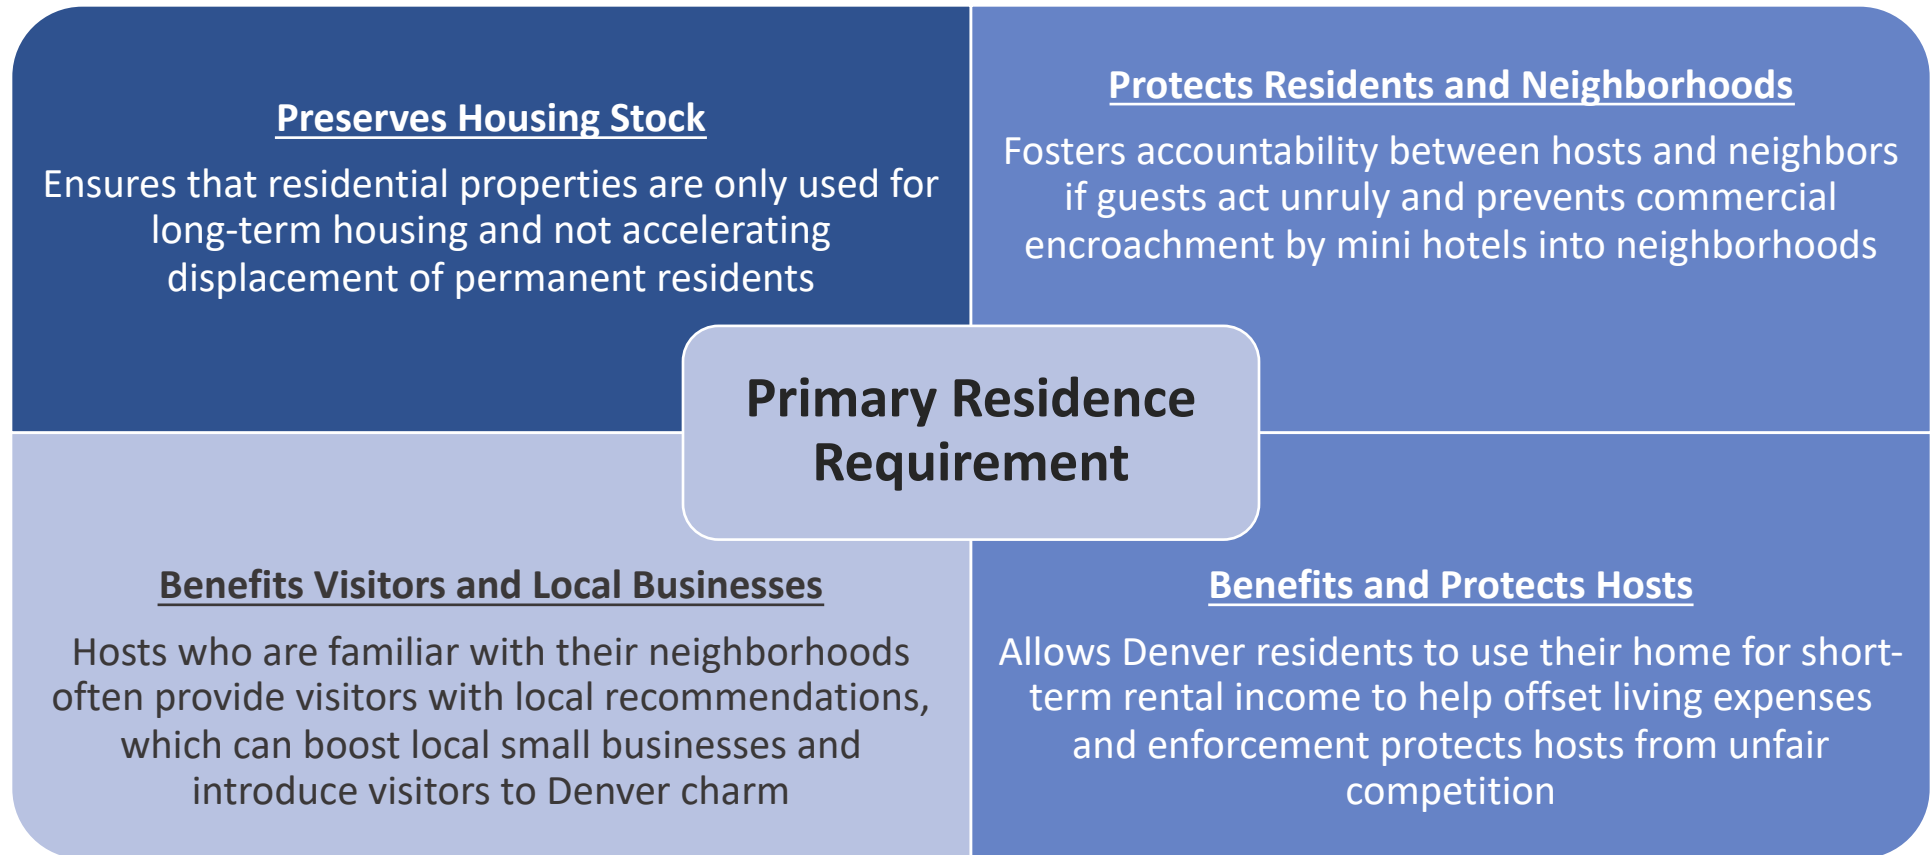 Preserves Housing Stock
Ensures that residential properties are only used for
long-term housing and not accelerating
displacement of permanent residents
Protects Residents and Neighborhoods
Fosters accountability between hosts and neighbors
if guests act unruly and prevents commercial
encroachment by mini hotels into neighborhoods
Primary Residence
Requirement
Benefits Visitors and Local Businesses
Hosts who are familiar with their neighborhoods
often provide visitors with local recommendations,
which can boost local small businesses and
introduce visitors to Denver charm
Benefits and Protects Hosts
Allows Denver residents to use their home for short-
term rental income to help offset living expenses
and enforcement protects hosts from unfair
competition